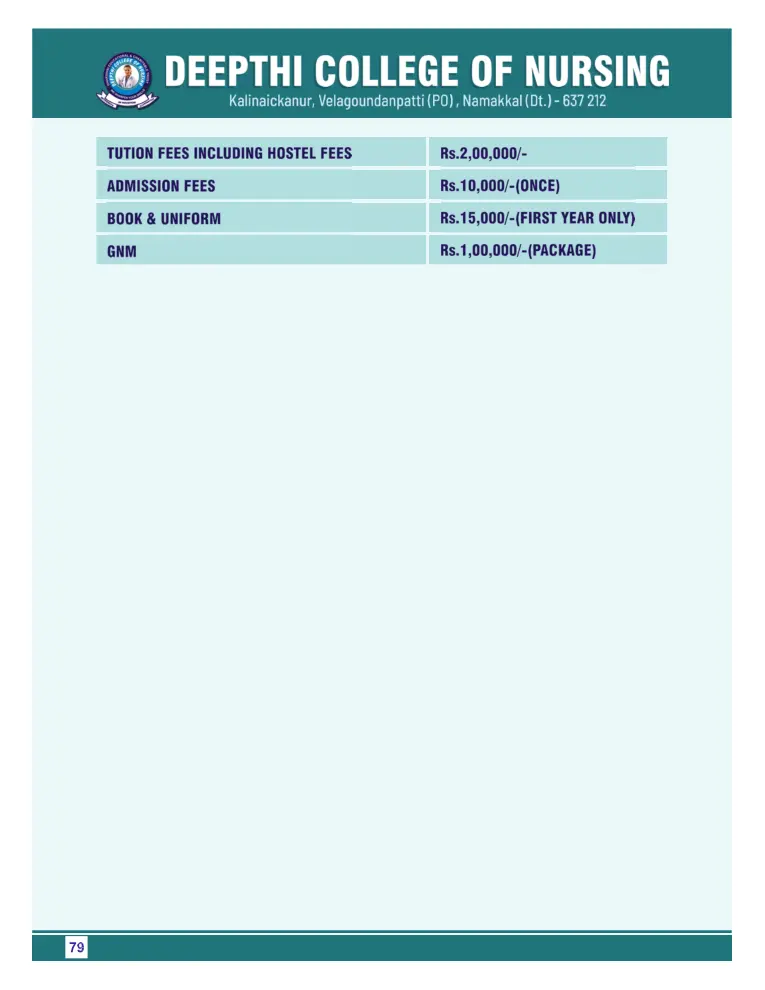 DEEPTHI COLLEGE OF NURSING
Kalinaickanur, Velagoundanpatti (PO) , Namakkal (Dt.) - 637 212
TUTION FEES INCLUDING HOSTEL FEES Rs.2,00,000/-
ADMISSION FEES Rs.10,000/-(ONCE)
BOOK & UNIFORM Rs.15,000/-(FIRST YEAR ONLY)
GNM Rs.1,00,000/-(PACKAGE)
79